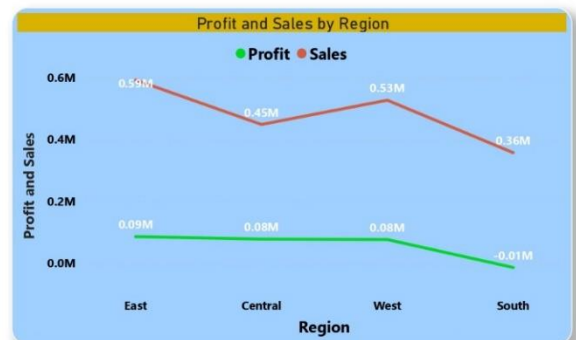 Profit and Sales by Region
Profit Sales
0.6M
0.59M
0.53M
0.45M
0.4M
0.36M
0.2M
0.09M
0.08M
0.08M
0.0M
-0.01M
Profit and Sales
East Central West South
Region